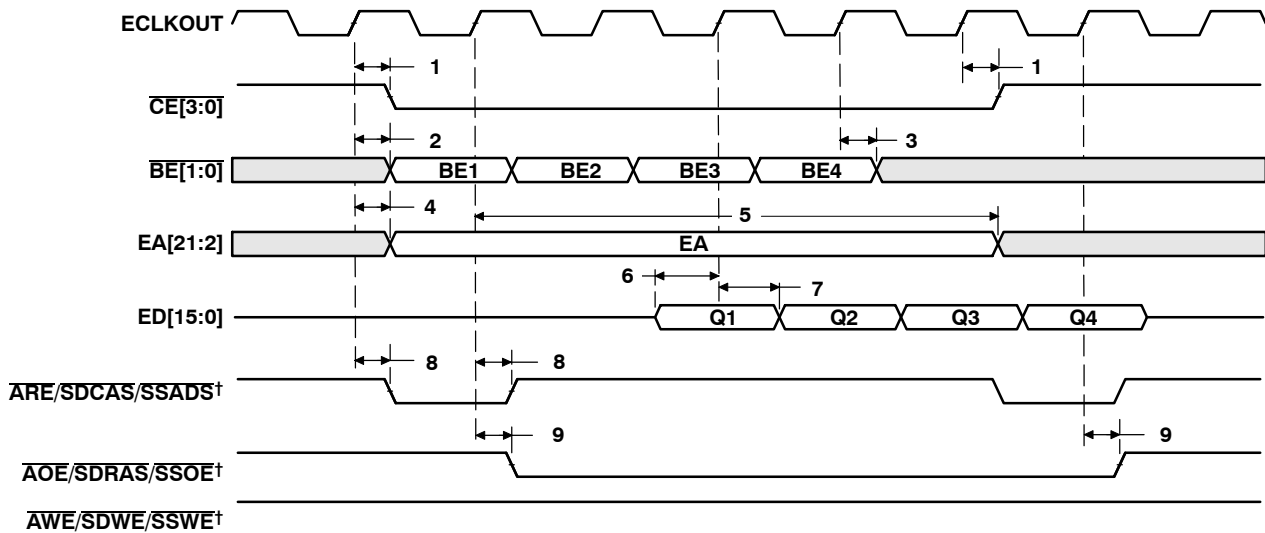 ECLKOUT
1
1
CE[3:0]
2
3
BE[1:0]
BE1
BE2
BE3
BE4
4
5
EA[21:2]
EA
6
7
ED[15:0]
Q1
Q2
Q3
Q4
8
8
ARE/SDCAS/SSADS†
9
9
AOE/SDRAS/SSOE†
AWE/SDWE/SSWE†